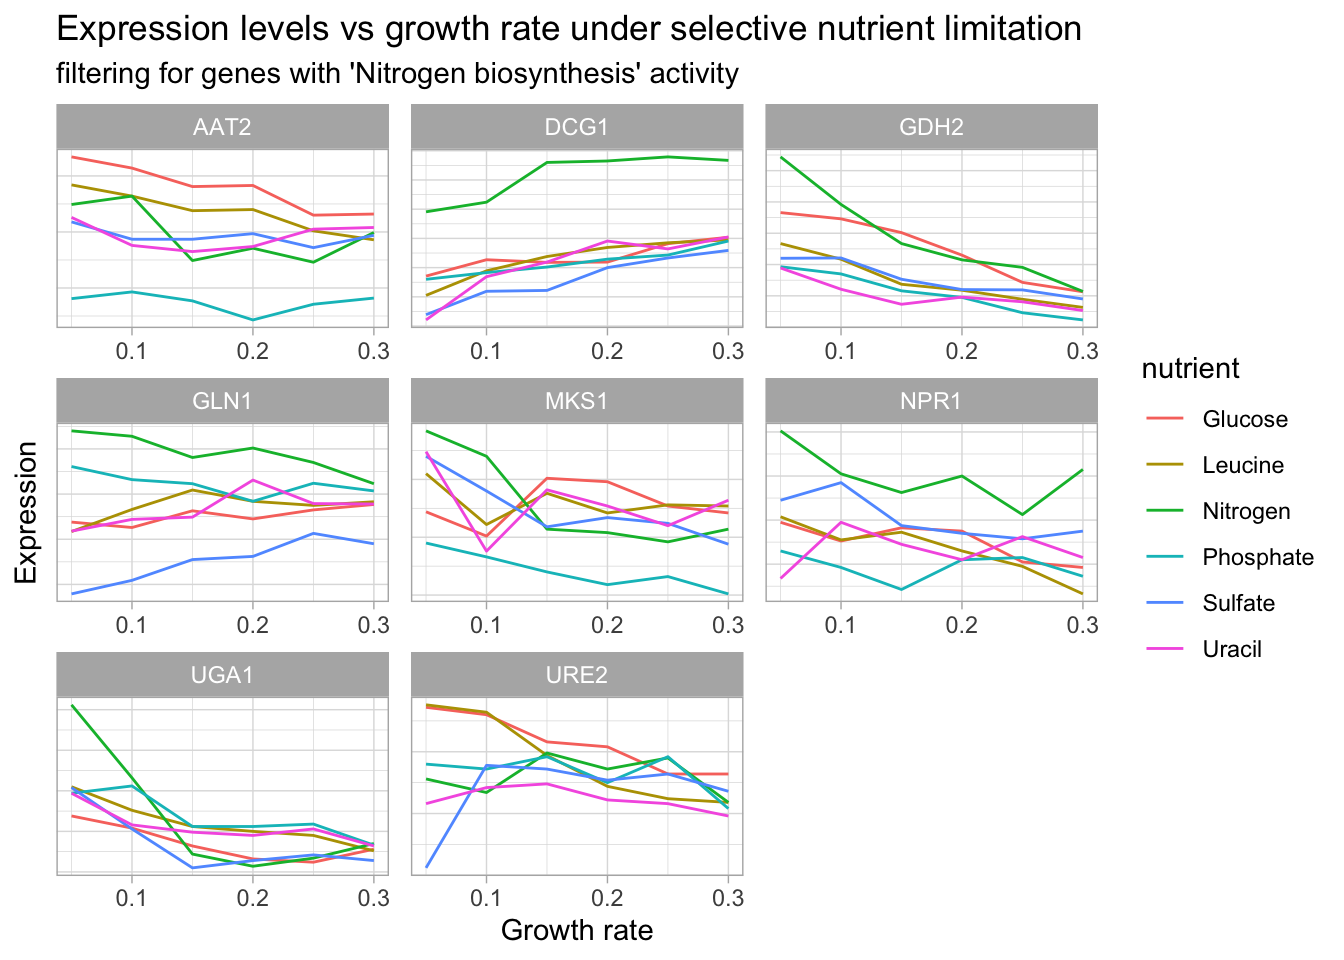 Expression levels vs growth rate under selective nutrient limitation
filtering for genes with 'Nitrogen biosynthesis' activity
AAT2 DCG1 GDH2
0.1 0.2 0.3 0.1 0.2 0.3 0.1 0.2 0.3
GLN1 MKS1 NPR1
0.1 0.2 0.3 0.1 0.2 0.3 0.1 0.2 0.3
UGA1 URE2
0.1 0.2 0.3 0.1 0.2 0.3
Growth rate
Expression
nutrient
Glucose
Leucine
Nitrogen
Phosphate
Sulfate
Uracil